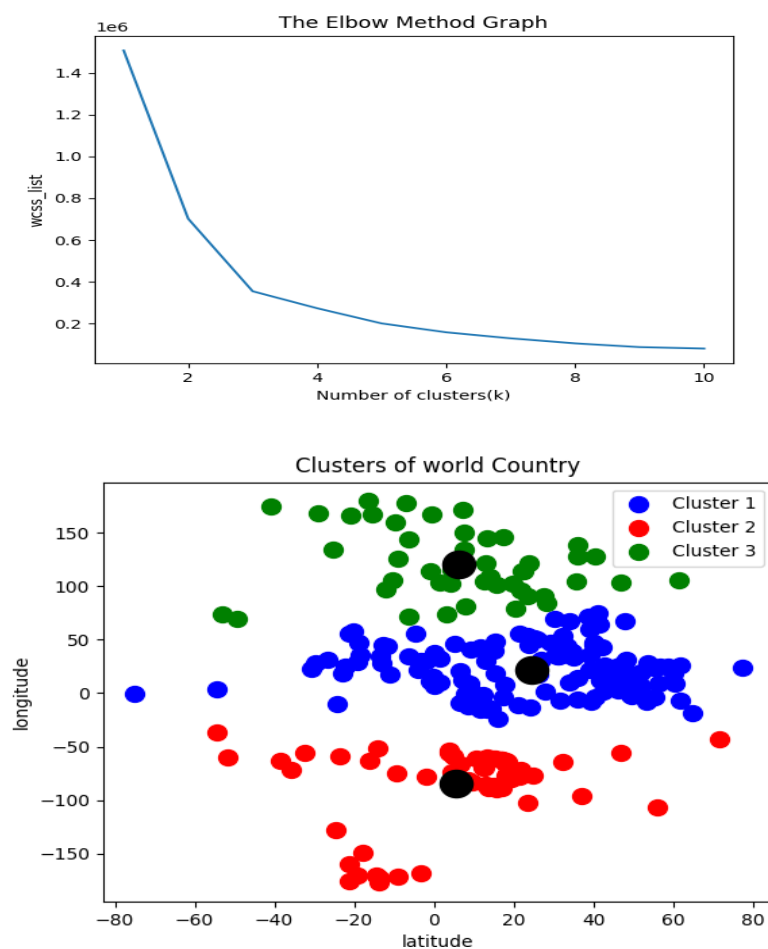 The Elbow Method Graph
1e6
1.4
1.2
1.0
0.8
0.6
0.4
0.2
wcss_list
2 4 6 8 10
Number of clusters(k)
Clusters of world Country
Cluster 1
Cluster 2
Cluster 3
150
100
50
0
−50
−100
−150
longitude
−80 −60 −40 −20 0 20 40 60 80
latitude